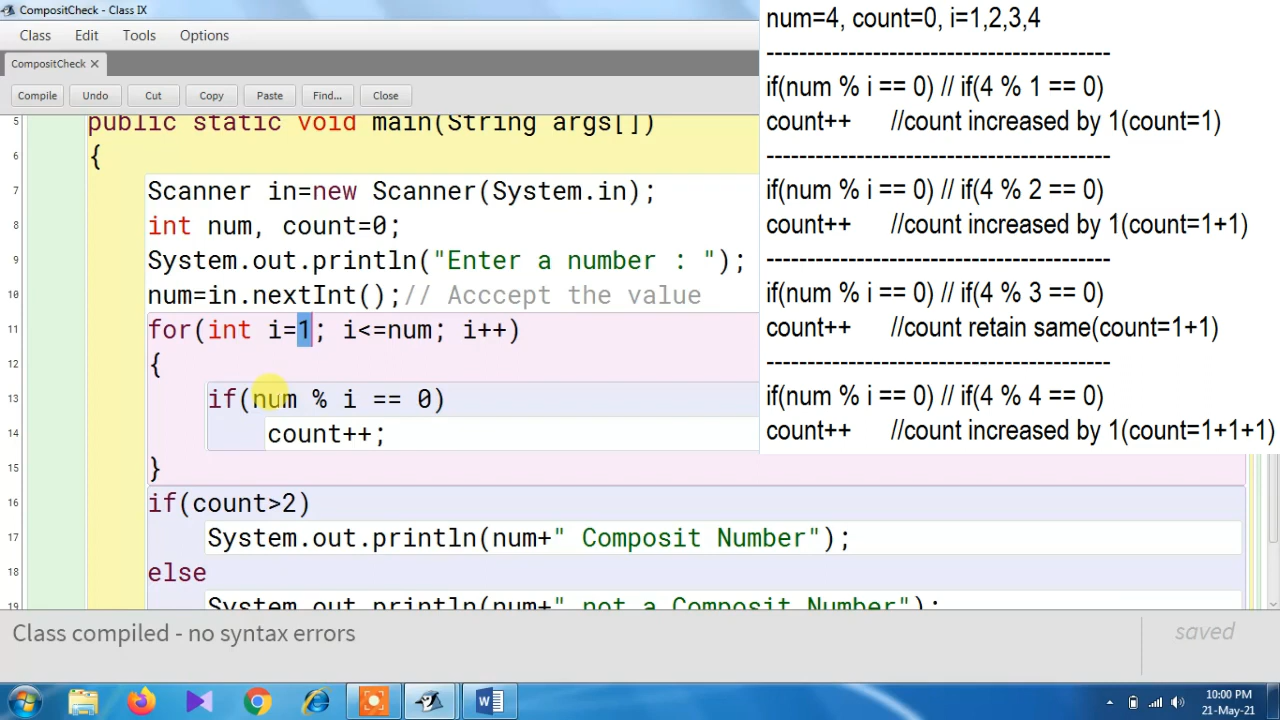 CompositCheck - Class IX
Class Edit Tools Options
CompositCheck ✕
Compile Undo Cut Copy Paste Find... Close
5 public static void main(String args[])
6 {
7 Scanner in=new Scanner(System.in);
8 int num, count=0;
9 System.out.println("Enter a number : ");
10 num=in.nextInt();// Acccept the value
11 for(int i=1; i<=num; i++)
12 {
13 if(num % i == 0)
14 count++;
15 }
16 if(count>2)
17 System.out.println(num+" Composit Number");
18 else
19 System.out.println(num+" not a Composit Number");
num=4, count=0, i=1,2,3,4
------------------------------------------
if(num % i == 0) // if(4 % 1 == 0)
count++ //count increased by 1(count=1)
------------------------------------------
if(num % i == 0) // if(4 % 2 == 0)
count++ //count increased by 1(count=1+1)
------------------------------------------
if(num % i == 0) // if(4 % 3 == 0)
count++ //count retain same(count=1+1)
------------------------------------------
if(num % i == 0) // if(4 % 4 == 0)
count++ //count increased by 1(count=1+1+1)
Class compiled - no syntax errors
saved
10:00 PM
21-May-21